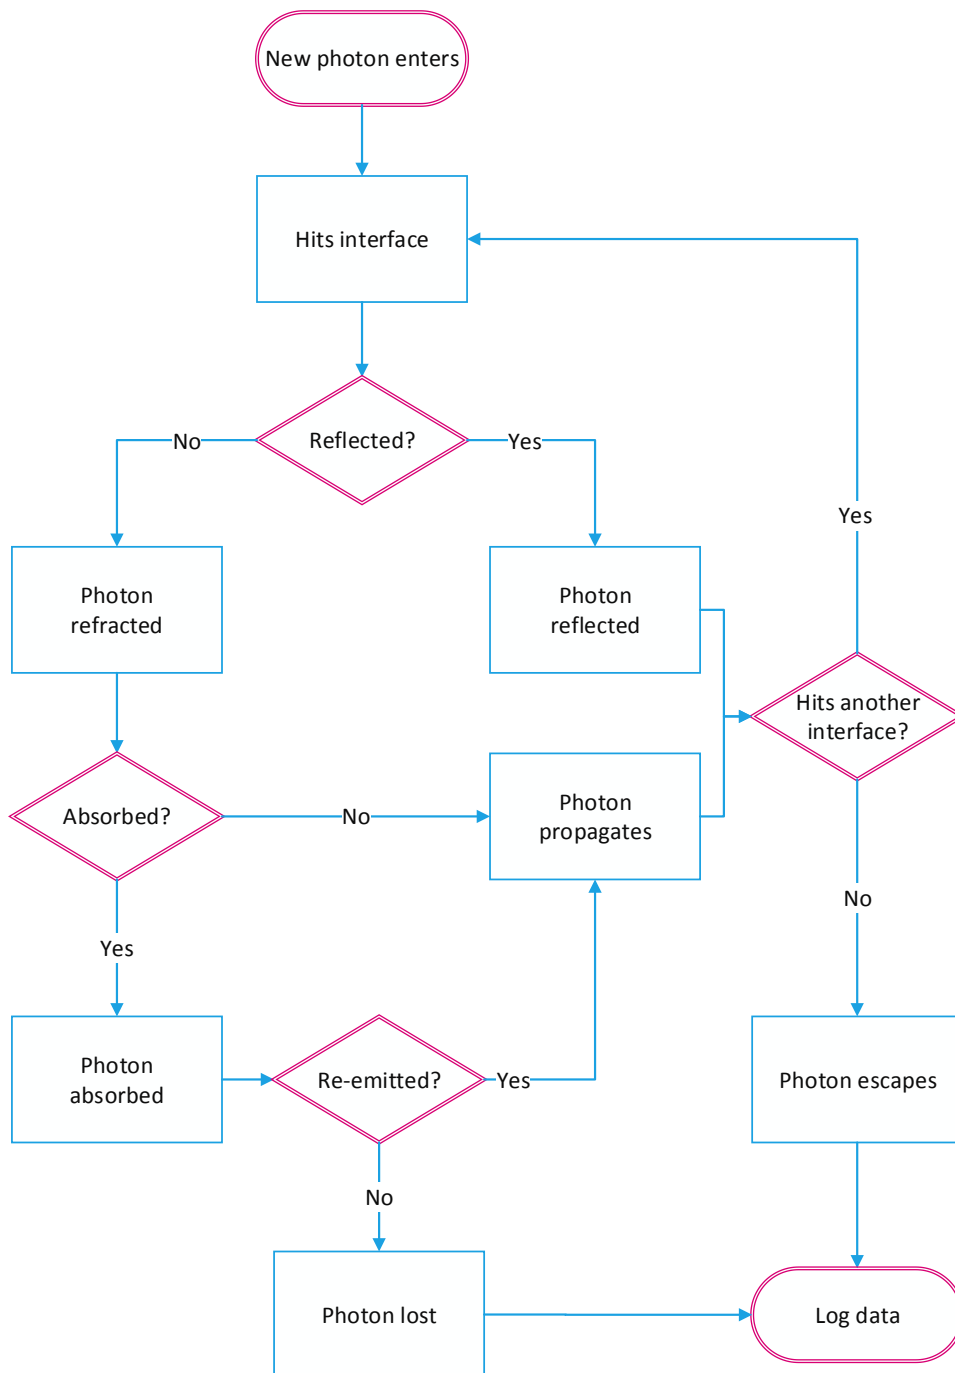 New photon enters
Hits interface
Reflected?
No
Yes
Photon
refracted
Photon
reflected
Yes
Hits another
interface?
Absorbed?
No
Photon
propagates
No
Yes
Photon
absorbed
Re-emitted?
Yes
Photon escapes
No
Photon lost
Log data